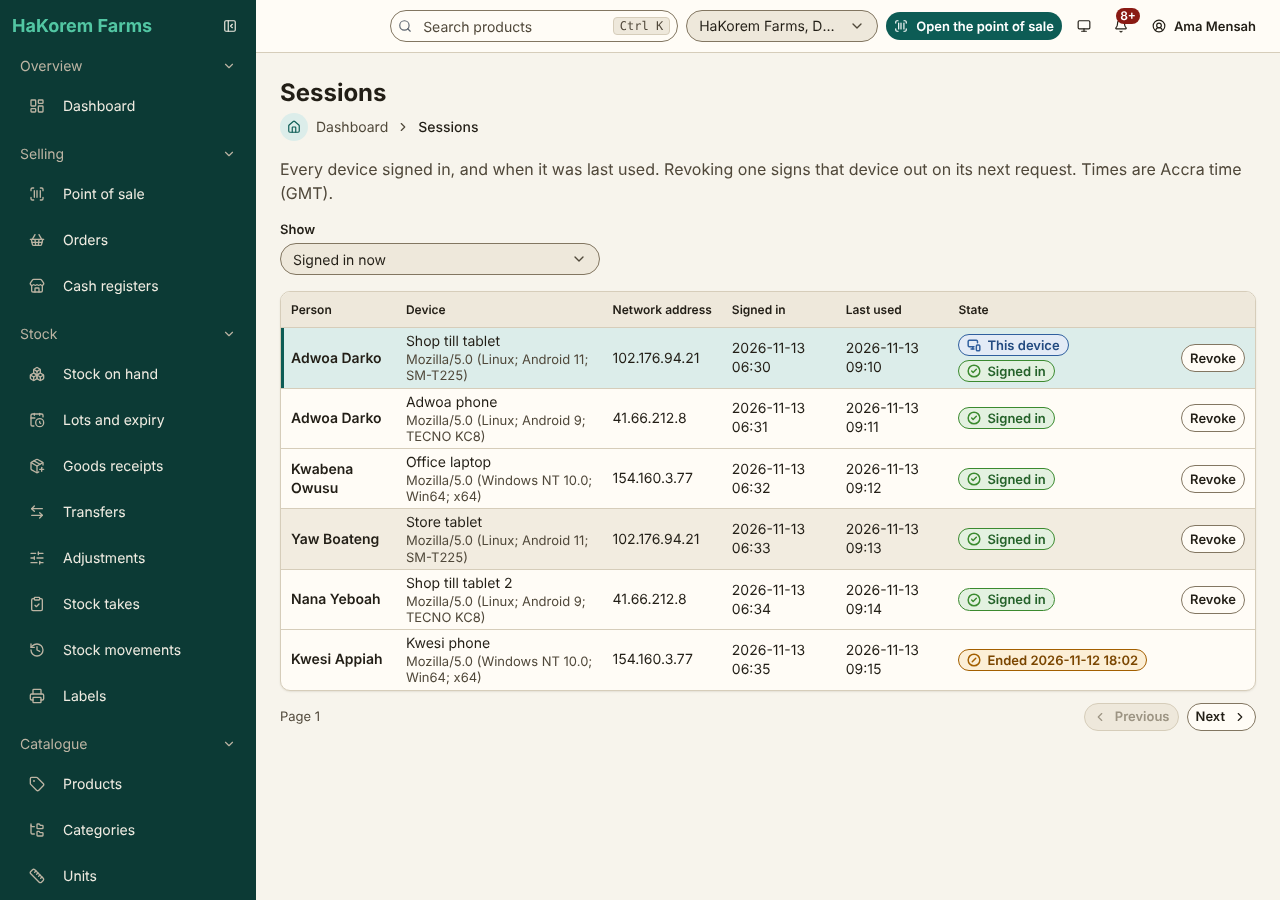 HaKorem Farms
Search products
Ctrl K
HaKorem Farms, D...
Open the point of sale
8+
Ama Mensah
Overview
Dashboard
Selling
Point of sale
Orders
Cash registers
Stock
Stock on hand
Lots and expiry
Goods receipts
Transfers
Adjustments
Stock takes
Stock movements
Labels
Catalogue
Products
Categories
Units
Sessions
Dashboard > Sessions
Every device signed in, and when it was last used. Revoking one signs that device out on its next request. Times are Accra time
(GMT).
Show
Signed in now
Person Device Network address Signed in Last used State
Adwoa Darko
Shop till tablet
Mozilla/5.0 (Linux; Android 11;
SM-T225)
102.176.94.21
2026-11-13
06:30
2026-11-13
09:10
This device
Signed in
Revoke
Adwoa Darko
Adwoa phone
Mozilla/5.0 (Linux; Android 9;
TECNO KC8)
41.66.212.8
2026-11-13
06:31
2026-11-13
09:11
Signed in
Revoke
Kwabena
Owusu
Office laptop
Mozilla/5.0 (Windows NT 10.0;
Win64; x64)
154.160.3.77
2026-11-13
06:32
2026-11-13
09:12
Signed in
Revoke
Yaw Boateng
Store tablet
Mozilla/5.0 (Linux; Android 11;
SM-T225)
102.176.94.21
2026-11-13
06:33
2026-11-13
09:13
Signed in
Revoke
Nana Yeboah
Shop till tablet 2
Mozilla/5.0 (Linux; Android 9;
TECNO KC8)
41.66.212.8
2026-11-13
06:34
2026-11-13
09:14
Signed in
Revoke
Kwesi Appiah
Kwesi phone
Mozilla/5.0 (Windows NT 10.0;
Win64; x64)
154.160.3.77
2026-11-13
06:35
2026-11-13
09:15
Ended 2026-11-12 18:02
Page 1
Previous
Next